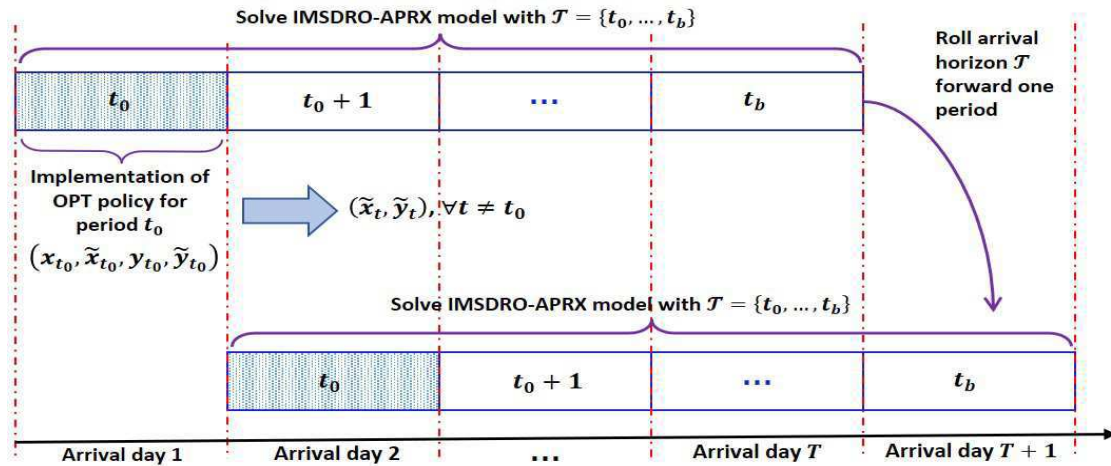 Solve IMSDRO-APRX model with 𝒯 = {t₀, ..., t_b}
Roll arrival
horizon 𝒯
forward one
period
t₀
t₀ + 1
...
t_b
Implementation of
OPT policy for
period t₀
(x_{t₀}, x̃_{t₀}, y_{t₀}, ỹ_{t₀})
(x̃_t, ỹ_t), ∀t ≠ t₀
Solve IMSDRO-APRX model with 𝒯 = {t₀, ..., t_b}
t₀
t₀ + 1
...
t_b
Arrival day 1
Arrival day 2
...
Arrival day T
Arrival day T + 1